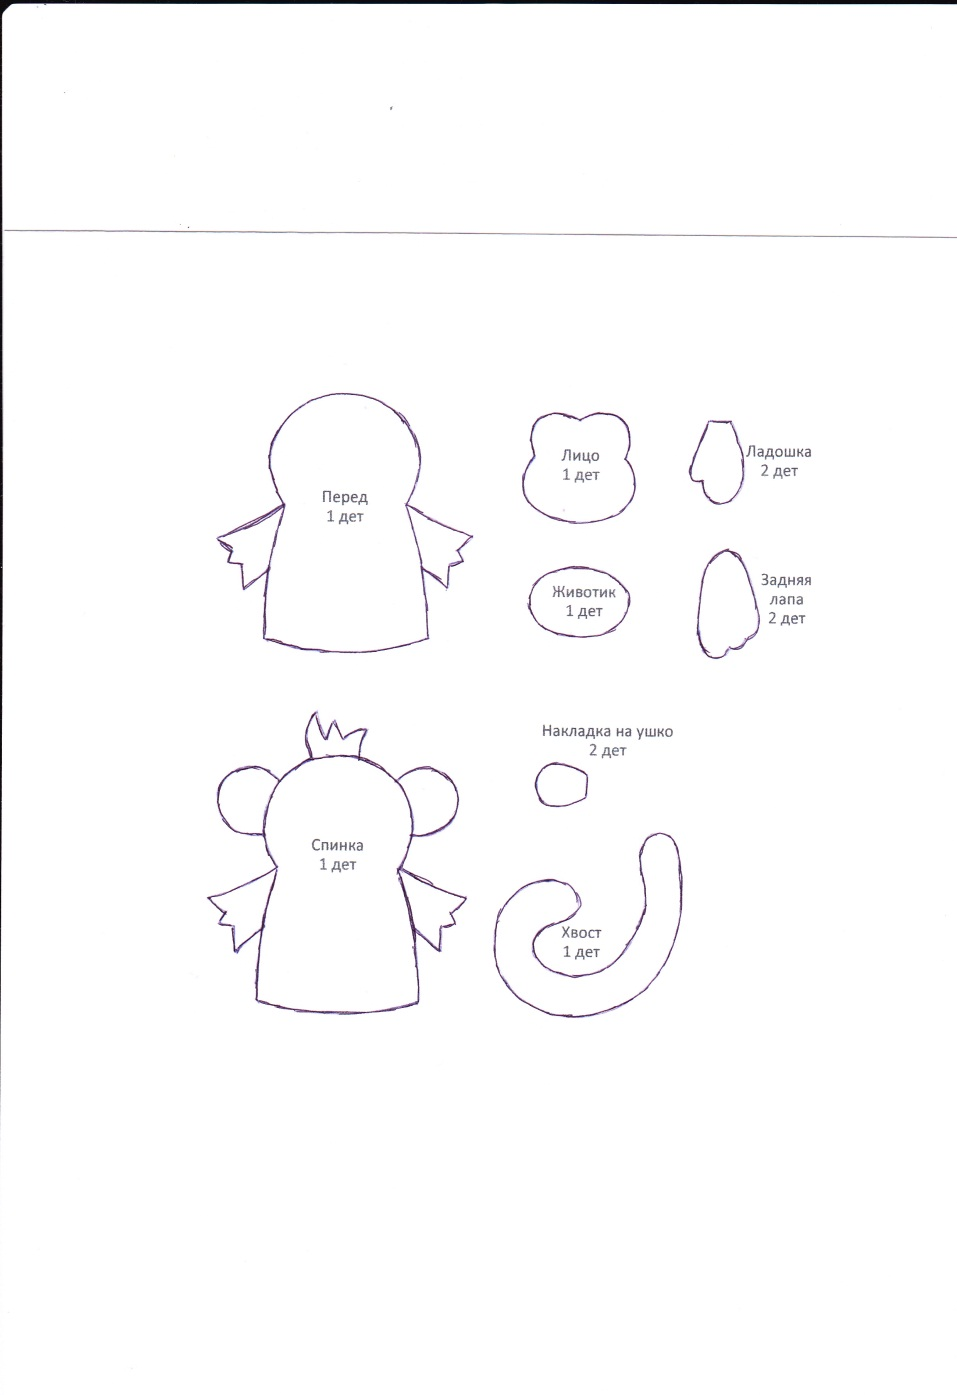 Перед
1 дет
Лицо
1 дет
Ладошка
2 дет
Животик
1 дет
Задняя
лапа
2 дет
Накладка на ушко
2 дет
Спинка
1 дет
Хвост
1 дет